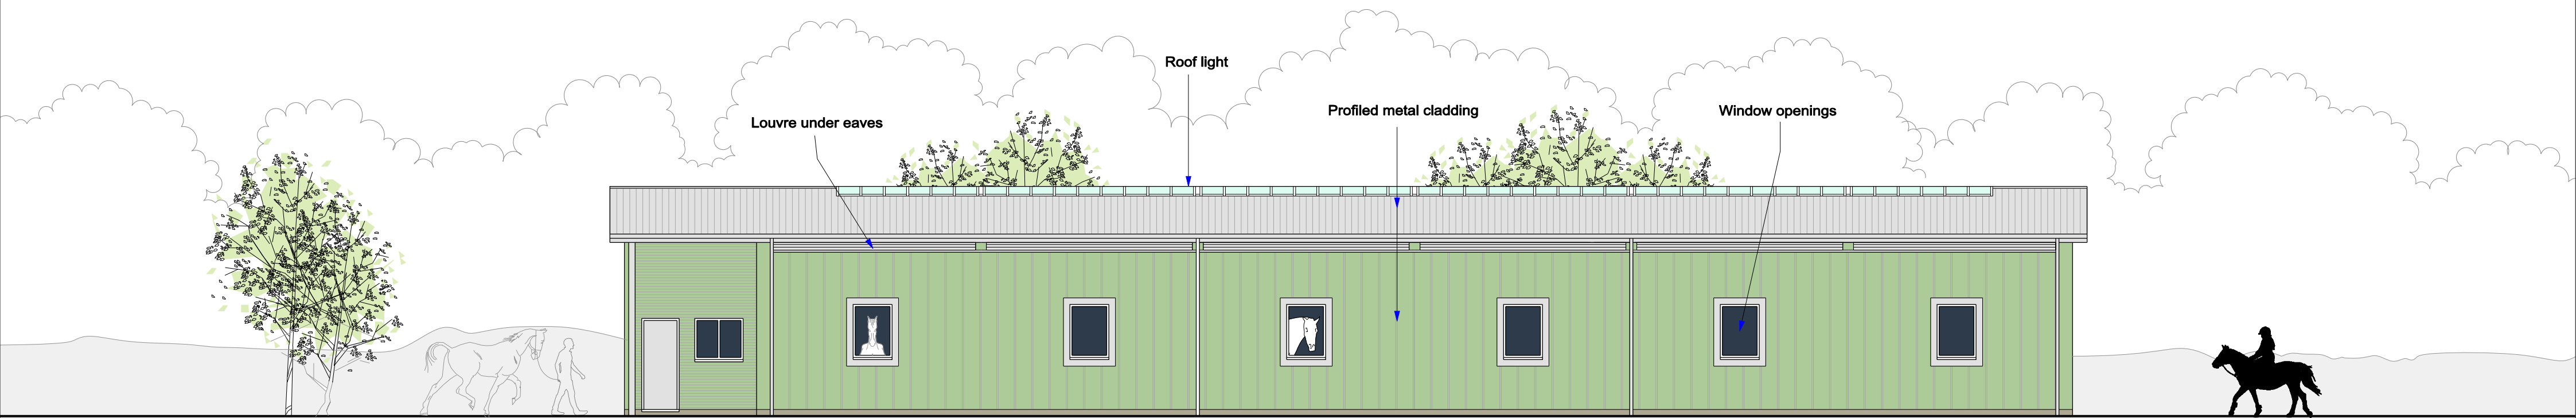 Roof light
Louvre under eaves
Profiled metal cladding
Window openings